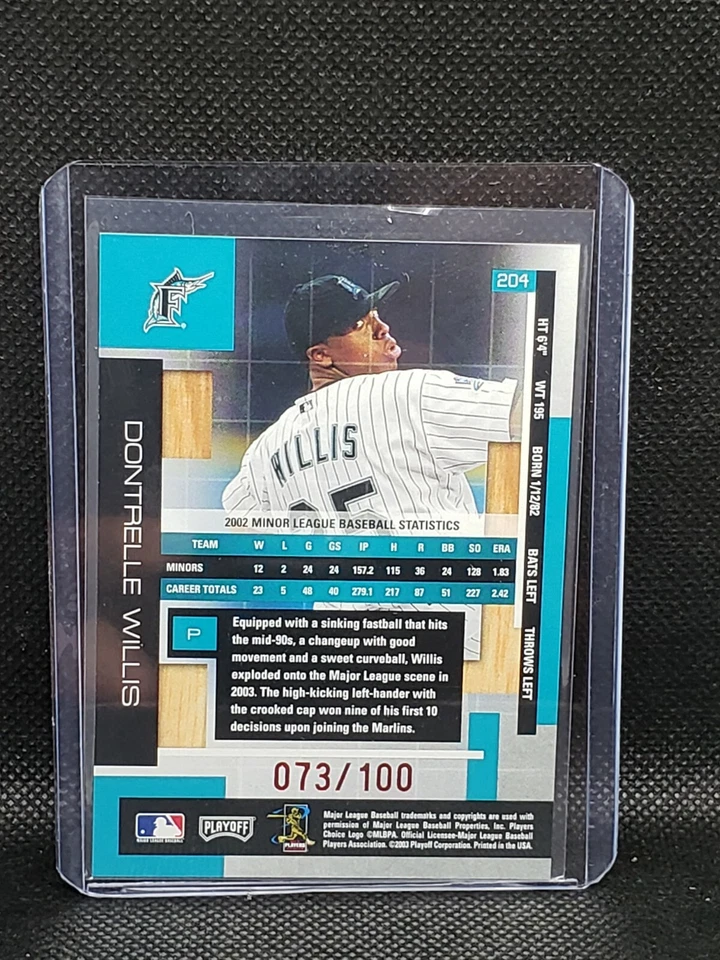 F
204
HT 6'4" WT 195 BORN 1/12/82 BATS LEFT THROWS LEFT
WILLIS
35
DONTRELLE WILLIS
2002 MINOR LEAGUE BASEBALL STATISTICS
TEAM W L G GS IP H R BB SO ERA
MINORS 12 2 24 24 157.2 115 36 24 128 1.83
CAREER TOTALS 23 5 48 40 279.1 217 87 51 227 2.42
P
Equipped with a sinking fastball that hits
the mid-90s, a changeup with good
movement and a sweet curveball, Willis
exploded onto the Major League scene in
2003. The high-kicking left-hander with
the crooked cap won nine of his first 10
decisions upon joining the Marlins.
073/100
MAJOR LEAGUE BASEBALL
PLAYOFF
PLAYERS
Major League Baseball trademarks and copyrights are used with
permission of Major League Baseball Properties, Inc. Players
Choice Logo ©MLBPA. Official Licensee-Major League Baseball
Players Association. ©2003 Playoff Corporation. Printed in the USA.